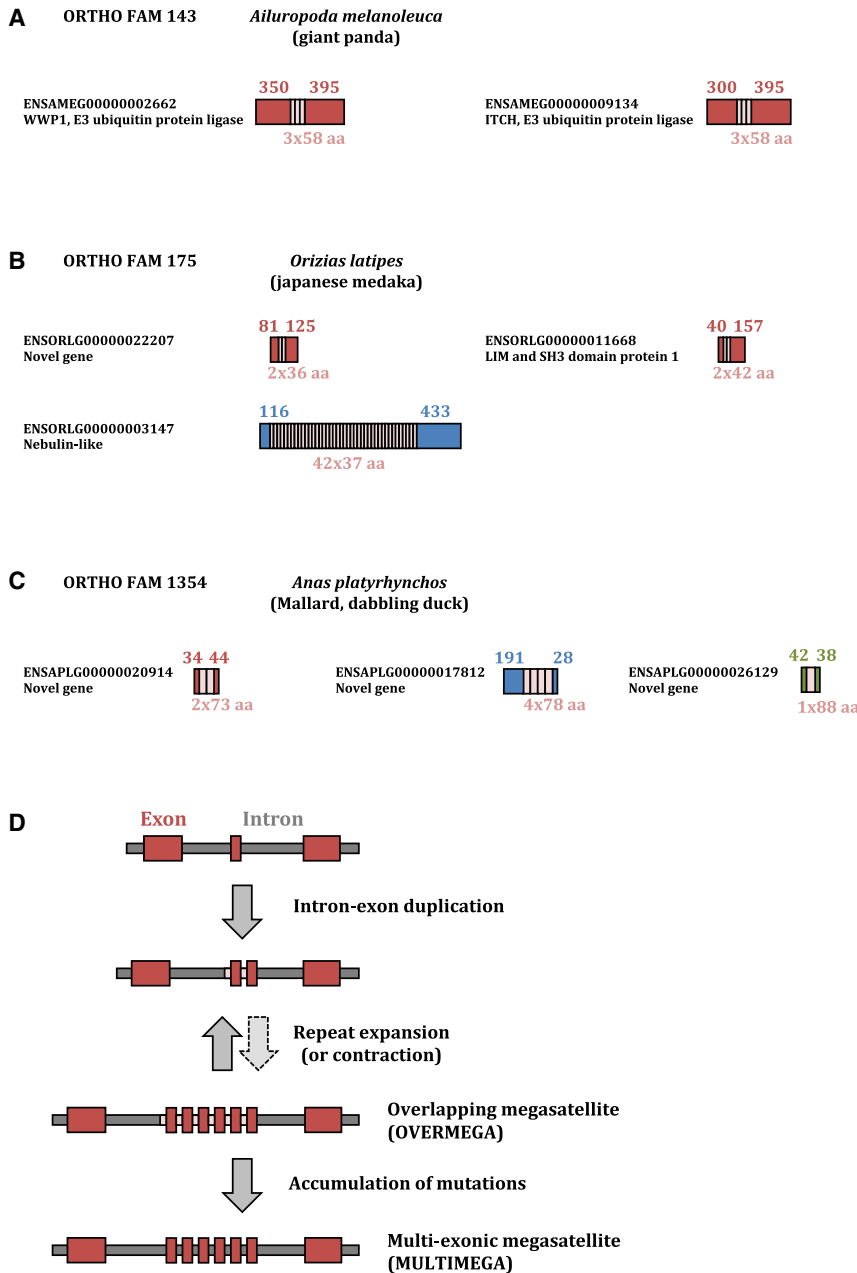 A
ORTHO FAM 143
Ailuropoda melanoleuca
(giant panda)
350 395
ENSAMEG00000002662
WWP1, E3 ubiquitin protein ligase
3x58 aa
300 395
ENSAMEG00000009134
ITCH, E3 ubiquitin protein ligase
3x58 aa
B
ORTHO FAM 175
Orizias latipes
(japanese medaka)
81 125
ENSORLG00000022207
Novel gene
2x36 aa
40 157
ENSORLG00000011668
LIM and SH3 domain protein 1
2x42 aa
116 433
ENSORLG00000003147
Nebulin-like
42x37 aa
C
ORTHO FAM 1354
Anas platyrhynchos
(Mallard, dabbling duck)
34 44
ENSAPLG00000020914
Novel gene
2x73 aa
191 28
ENSAPLG00000017812
Novel gene
4x78 aa
42 38
ENSAPLG00000026129
Novel gene
1x88 aa
D
Exon Intron
Intron-exon duplication
Repeat expansion
(or contraction)
Overlapping megasatellite
(OVERMEGA)
Accumulation of mutations
Multi-exonic megasatellite
(MULTIMEGA)